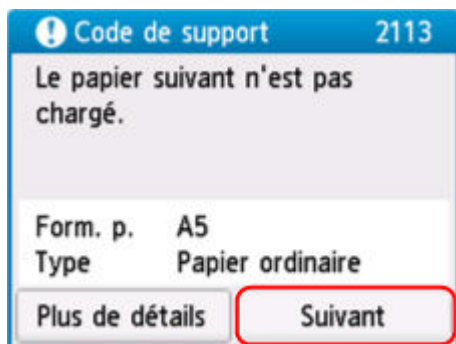 Code de support 2113
Le papier suivant n'est pas
chargé.
Form. p. A5
Type Papier ordinaire
Plus de détails Suivant